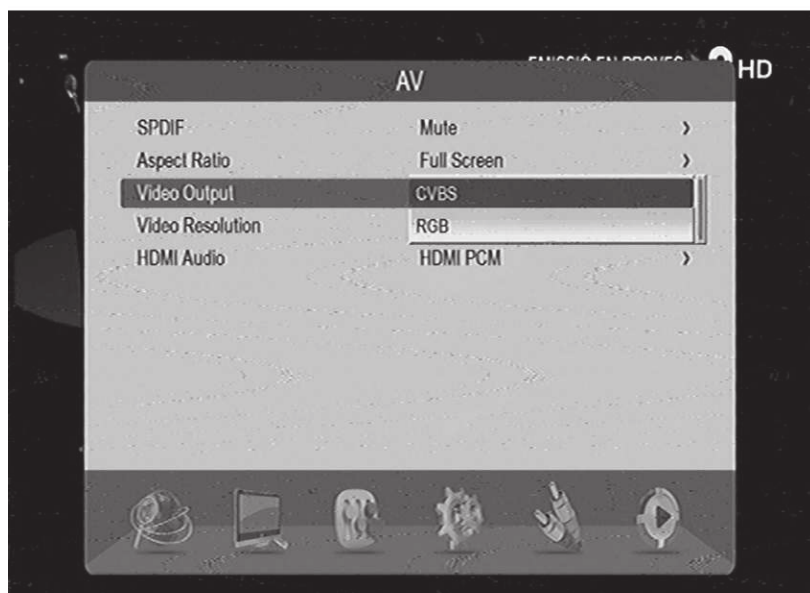 HD
AV
SPDIF Mute
Aspect Ratio Full Screen
Video Output CVBS
Video Resolution RGB
HDMI Audio HDMI PCM